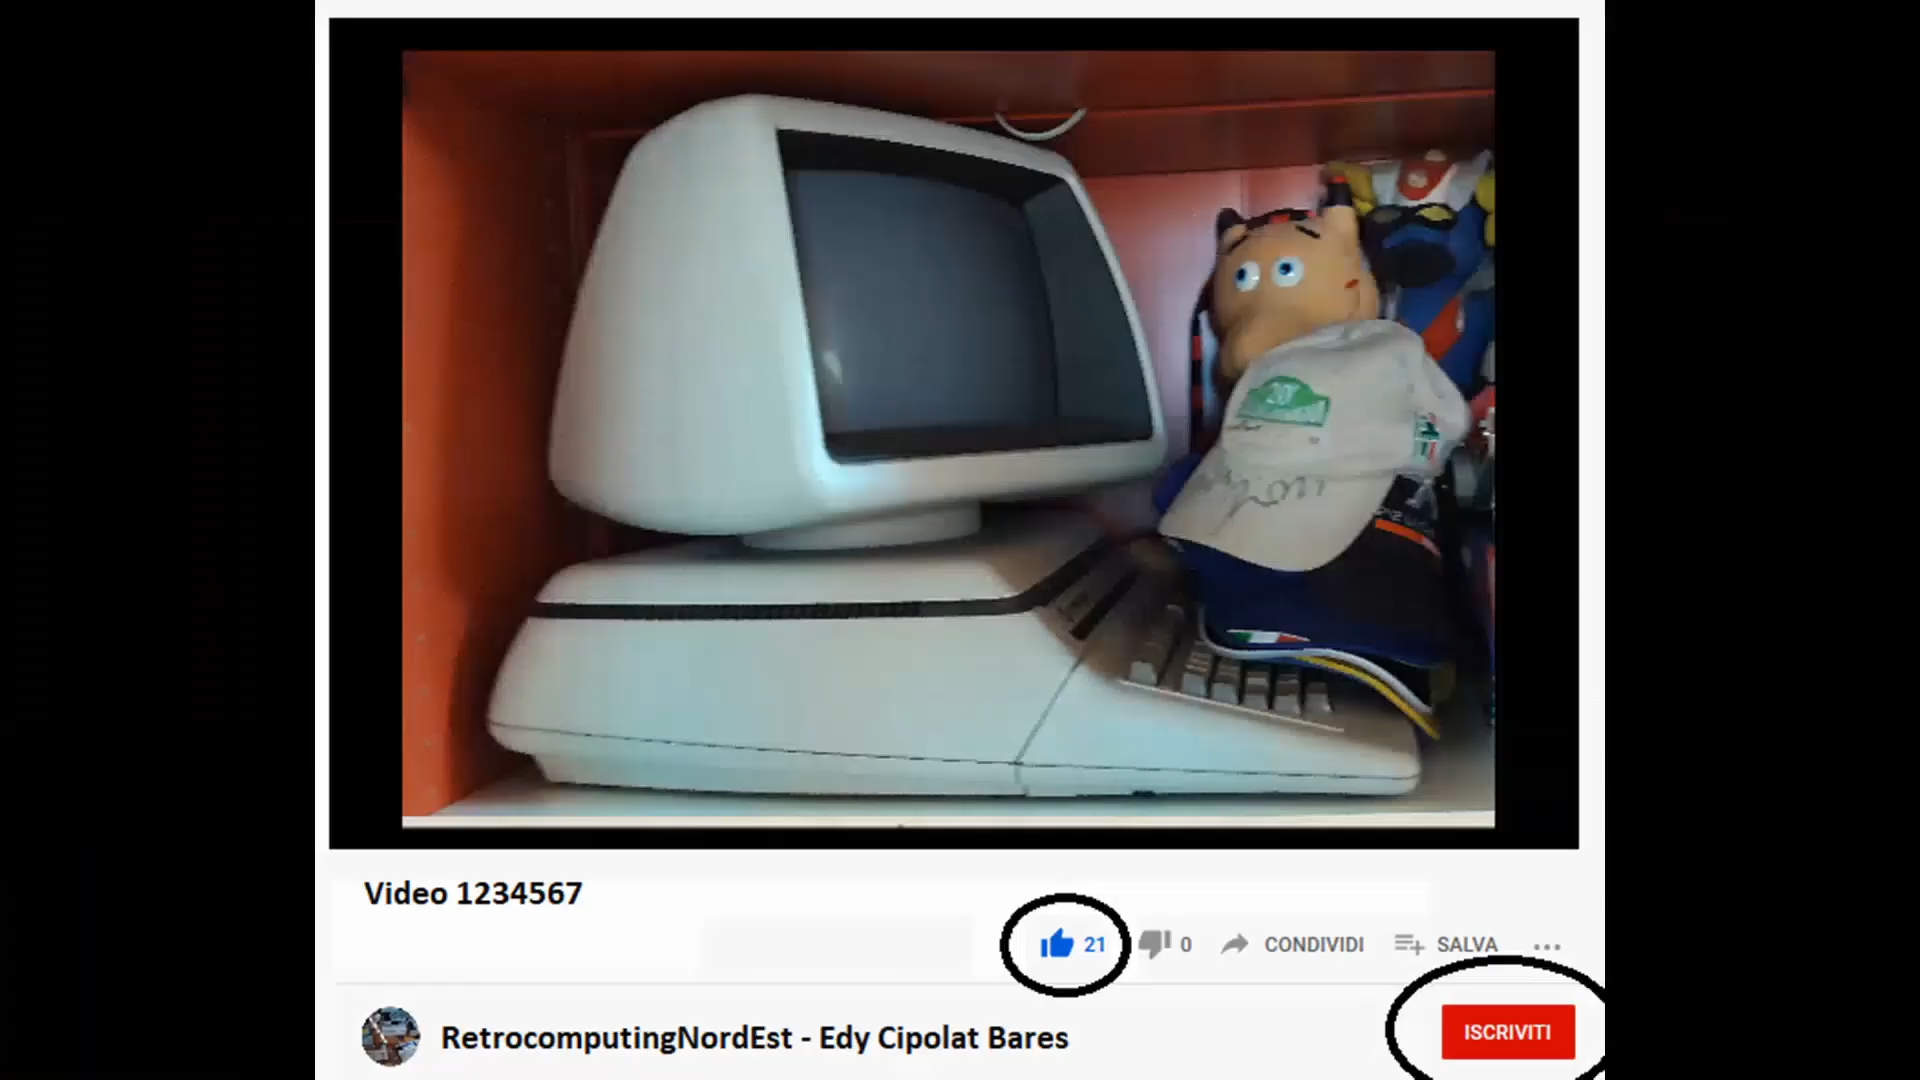 Video 1234567
21
0
CONDIVIDI
SALVA
RetrocomputingNordEst - Edy Cipolat Bares
ISCRIVITI